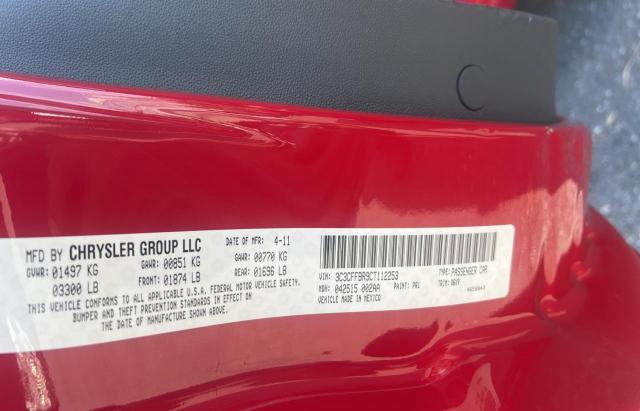 MFD BY CHRYSLER GROUP LLC DATE OF MFR: 4-11
GVWR: 01497 KG GAWR: 00851 KG GAWR: 00770 KG
03300 LB FRONT: 01874 LB REAR: 01696 LB
THIS VEHICLE CONFORMS TO ALL APPLICABLE U.S.A. FEDERAL MOTOR VEHICLE SAFETY,
BUMPER AND THEFT PREVENTION STANDARDS IN EFFECT ON
THE DATE OF MANUFACTURE SHOWN ABOVE.
VIN: 3C3CFFBR9CT112253 TYPE: PASSENGER CAR
MDH: 042515 002AA PAINT: PR1 TRIM:
VEHICLE MADE IN MEXICO